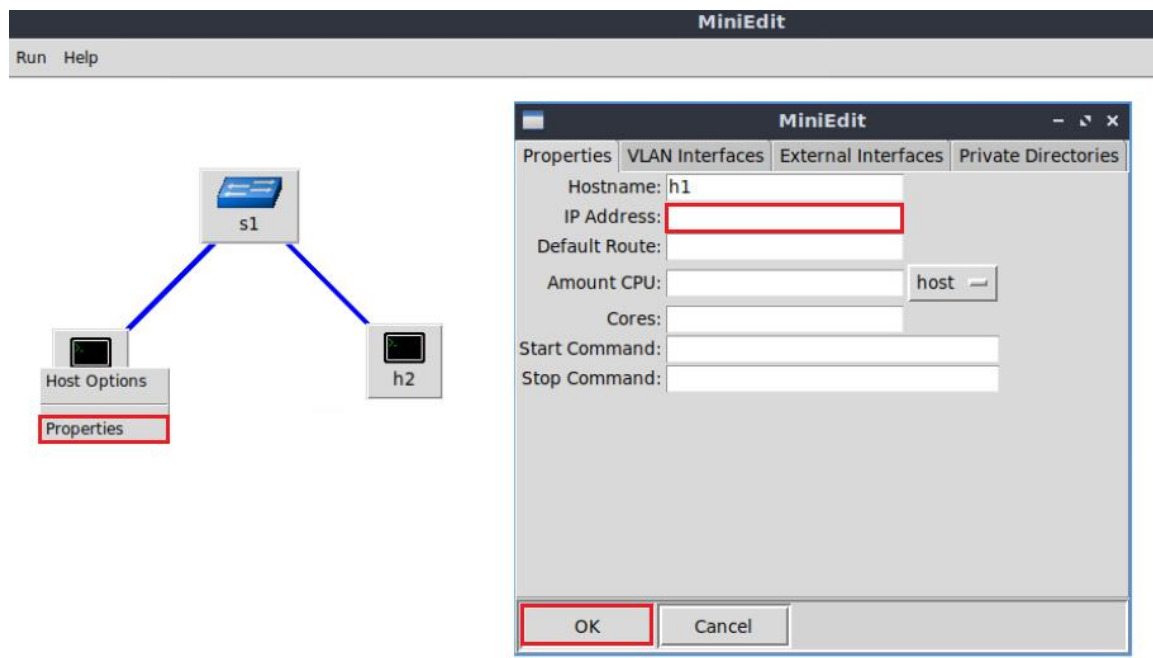 MiniEdit
Run Help
s1
Host Options
Properties
h2
MiniEdit
Properties VLAN Interfaces External Interfaces Private Directories
Hostname: h1
IP Address:
Default Route:
Amount CPU: host
Cores:
Start Command:
Stop Command:
OK Cancel